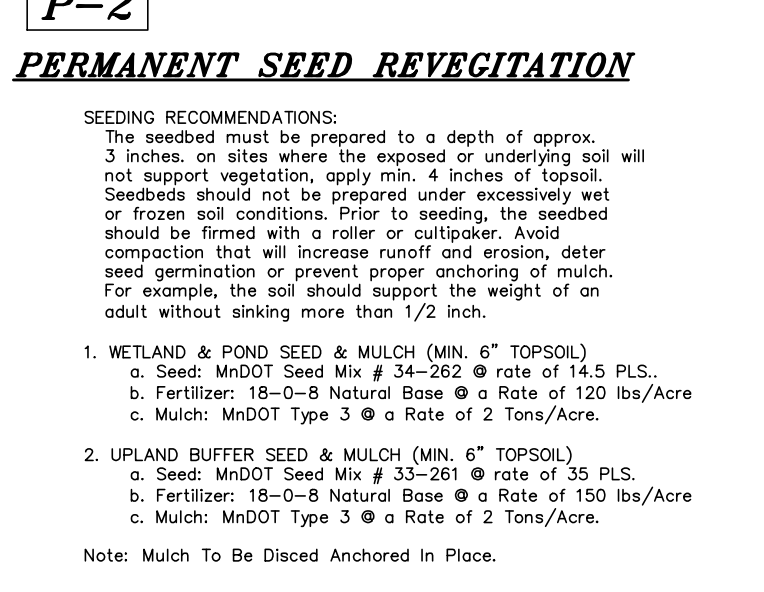 P-2
PERMANENT SEED REVEGITATION
SEEDING RECOMMENDATIONS:
The seedbed must be prepared to a depth of approx.
3 inches. on sites where the exposed or underlying soil will
not support vegetation, apply min. 4 inches of topsoil.
Seedbeds should not be prepared under excessively wet
or frozen soil conditions. Prior to seeding, the seedbed
should be firmed with a roller or cultipaker. Avoid
compaction that will increase runoff and erosion, deter
seed germination or prevent proper anchoring of mulch.
For example, the soil should support the weight of an
adult without sinking more than 1/2 inch.
1. WETLAND & POND SEED & MULCH (MIN. 6" TOPSOIL)
a. Seed: MnDOT Seed Mix # 34-262 @ rate of 14.5 PLS..
b. Fertilizer: 18-0-8 Natural Base @ a Rate of 120 lbs/Acre
c. Mulch: MnDOT Type 3 @ a Rate of 2 Tons/Acre.
2. UPLAND BUFFER SEED & MULCH (MIN. 6" TOPSOIL)
a. Seed: MnDOT Seed Mix # 33-261 @ rate of 35 PLS.
b. Fertilizer: 18-0-8 Natural Base @ a Rate of 150 lbs/Acre
c. Mulch: MnDOT Type 3 @ a Rate of 2 Tons/Acre.
Note: Mulch To Be Disced Anchored In Place.